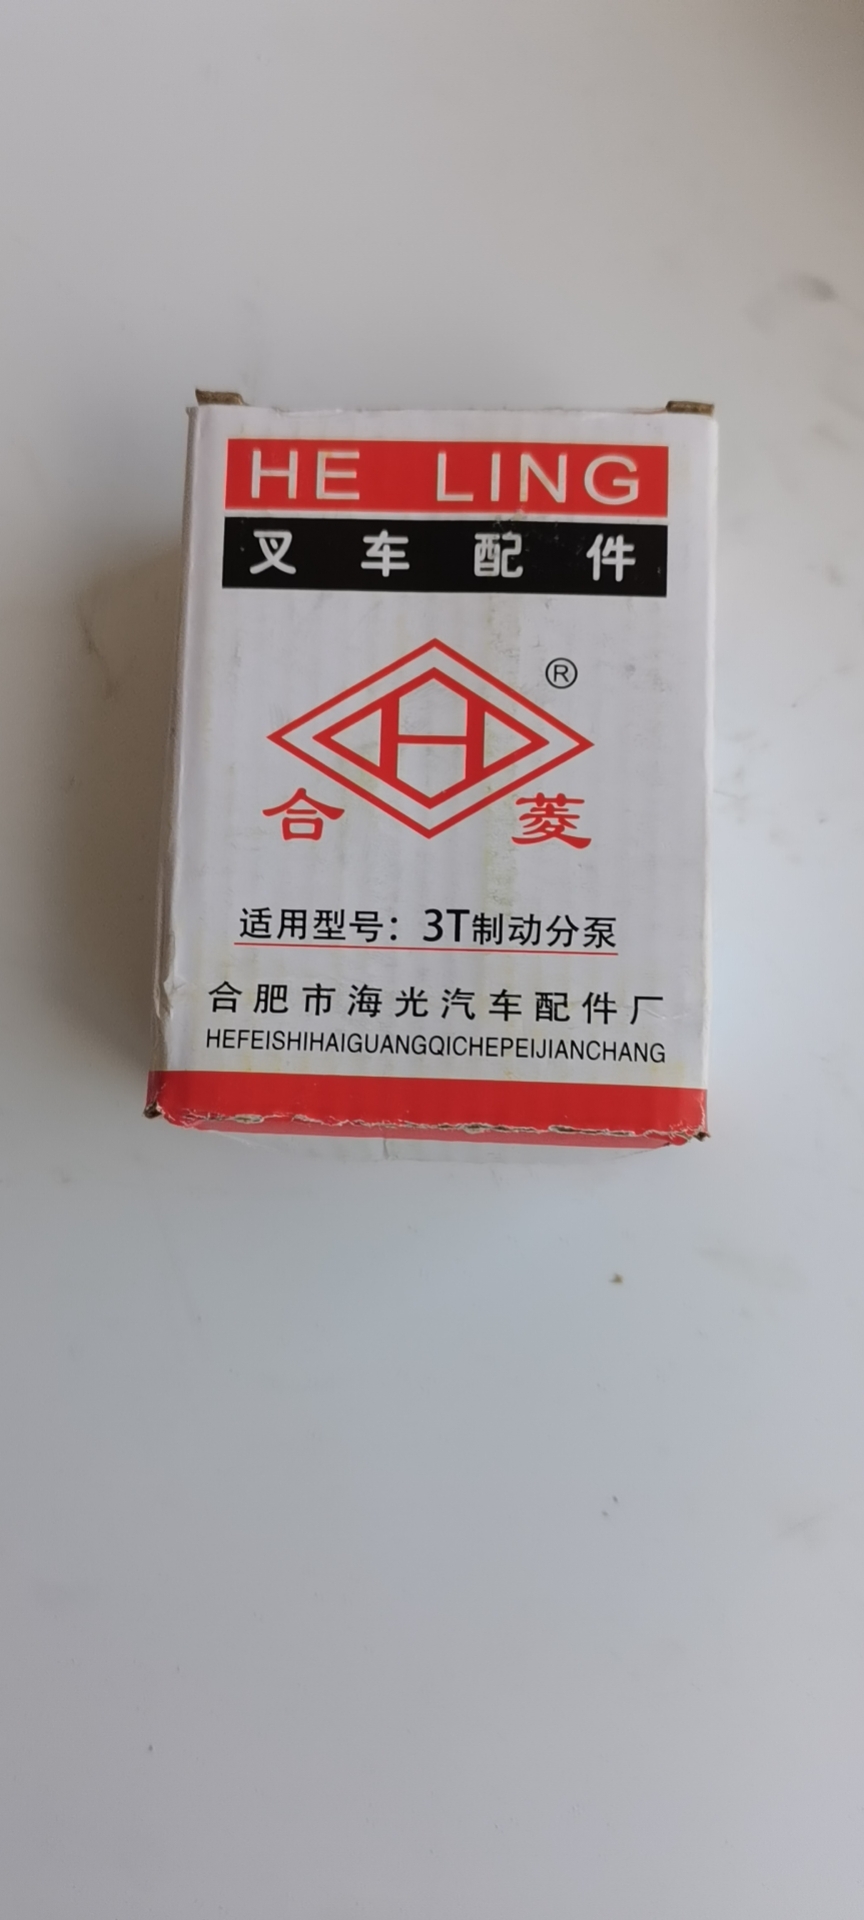 HE LING
叉车配件
®
合菱
适用型号：3T制动分泵
合肥市海光汽车配件厂
HEFEISHIHAIGUANGQICHEPEIJIANCHANG